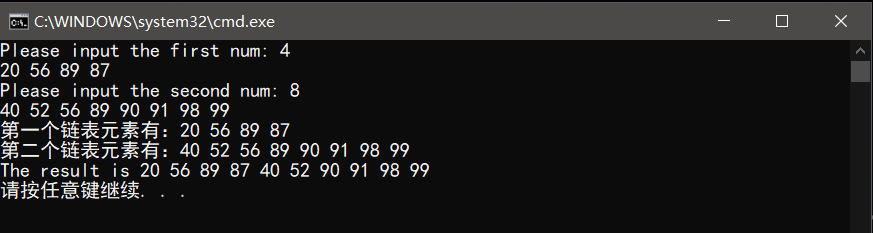 C:\WINDOWS\system32\cmd.exe
Please input the first num: 4
20 56 89 87
Please input the second num: 8
40 52 56 89 90 91 98 99
第一个链表元素有：20 56 89 87
第二个链表元素有：40 52 56 89 90 91 98 99
The result is 20 56 89 87 40 52 90 91 98 99
请按任意键继续. . .